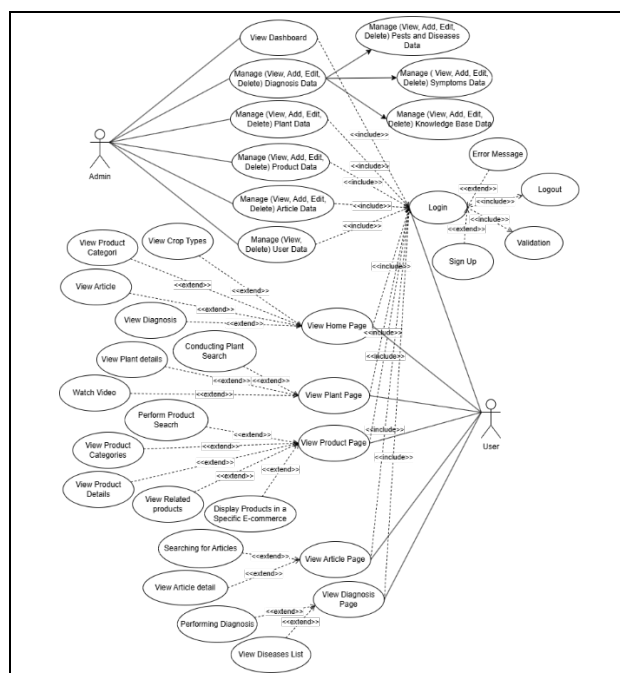 View Dashboard
Manage (View, Add, Edit,
Delete) Pests and Diseases
Data
Manage (View, Add, Edit,
Delete) Diagnosis Data
Manage ( View, Add, Edit,
Delete) Symptoms Data
Manage (View, Add, Edit,
Delete) Plant Data
Manage (View, Add, Edit,
Delete) Knowledge Base Data
<<include>>
Error Message
Admin
Manage (View, Add, Edit,
Delete) Product Data
<<include>>
<<include>>
<<extend>>
Logout
<<include>>
Manage (View, Add, Edit,
Delete) Article Data
<<include>>
Login
<<include>>
Validation
<<extend>>
Sign Up
Manage (View,
Delete) User Data
<<include>>
<<include>>
View Product
Categori
View Crop Types
View Article
<<extend>>
<<extend>>
<<extend>>
View Diagnosis
<<extend>>
View Home Page
<<include>>
Conducting Plant
Search
View Plant details
<<extend>>
<<extend>>
Watch Video
<<extend>>
View Plant Page
<<include>>
Perform Product
Seacrh
<<extend>>
<<include>>
User
View Product
Categories
<<extend>>
View Product Page
<<extend>>
<<include>>
View Product
Details
<<extend>>
<<extend>>
View Related
products
Display Products in a
Specific E-commerce
Searching for Articles
<<extend>>
View Article Page
View Article detail
<<extend>>
View Diagnosis
Page
<<extend>>
Performing Diagnosis
<<extend>>
View Diseases List